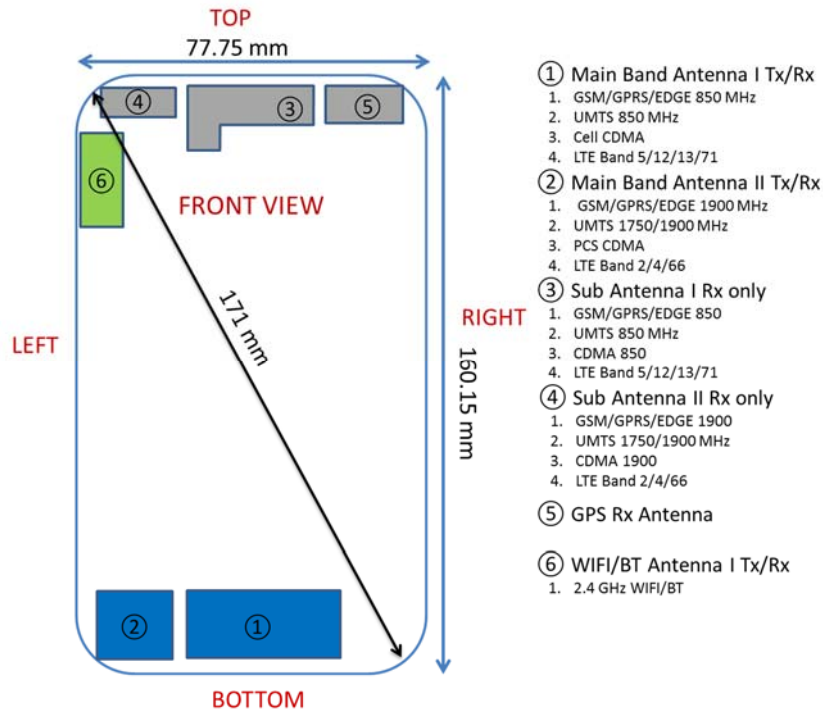 TOP
77.75 mm
④
③
⑤
⑥
FRONT VIEW
171 mm
LEFT
RIGHT
160.15 mm
②
①
BOTTOM
① Main Band Antenna I Tx/Rx
1. GSM/GPRS/EDGE 850 MHz
2. UMTS 850 MHz
3. Cell CDMA
4. LTE Band 5/12/13/71
② Main Band Antenna II Tx/Rx
1. GSM/GPRS/EDGE 1900 MHz
2. UMTS 1750/1900 MHz
3. PCS CDMA
4. LTE Band 2/4/66
③ Sub Antenna I Rx only
1. GSM/GPRS/EDGE 850
2. UMTS 850 MHz
3. CDMA 850
4. LTE Band 5/12/13/71
④ Sub Antenna II Rx only
1. GSM/GPRS/EDGE 1900
2. UMTS 1750/1900 MHz
3. CDMA 1900
4. LTE Band 2/4/66
⑤ GPS Rx Antenna
⑥ WIFI/BT Antenna I Tx/Rx
1. 2.4 GHz WIFI/BT